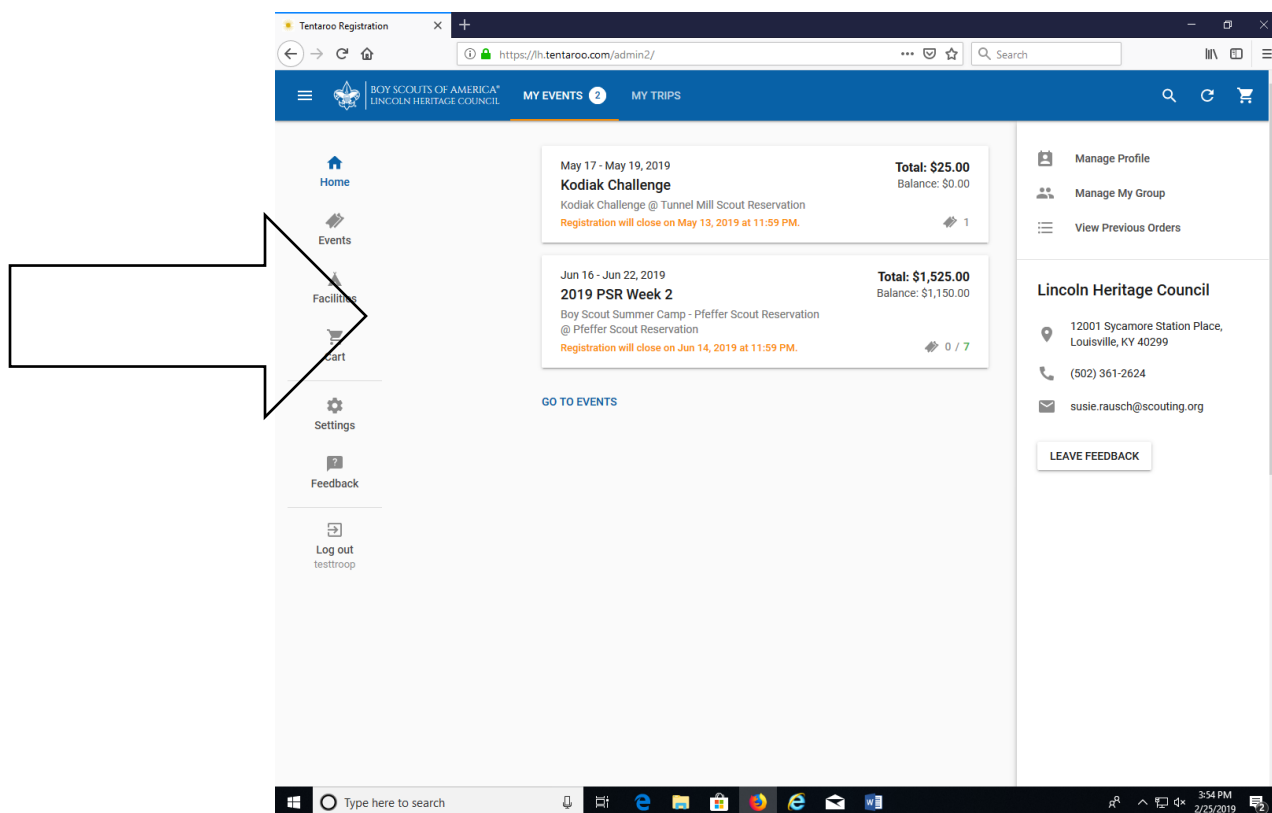 Tentaroo Registration
https://lh.tentaroo.com/admin2/
Search
BOY SCOUTS OF AMERICA®
LINCOLN HERITAGE COUNCIL
MY EVENTS 2
MY TRIPS
Home
Events
Facilities
Cart
Settings
Feedback
Log out
testtroop
May 17 - May 19, 2019
Total: $25.00
Kodiak Challenge
Balance: $0.00
Kodiak Challenge @ Tunnel Mill Scout Reservation
Registration will close on May 13, 2019 at 11:59 PM.
1
Jun 16 - Jun 22, 2019
Total: $1,525.00
2019 PSR Week 2
Balance: $1,150.00
Boy Scout Summer Camp - Pfeffer Scout Reservation
@ Pfeffer Scout Reservation
Registration will close on Jun 14, 2019 at 11:59 PM.
0 / 7
GO TO EVENTS
Manage Profile
Manage My Group
View Previous Orders
Lincoln Heritage Council
12001 Sycamore Station Place,
Louisville, KY 40299
(502) 361-2624
susie.rausch@scouting.org
LEAVE FEEDBACK
Type here to search
3:54 PM
2/25/2019
2